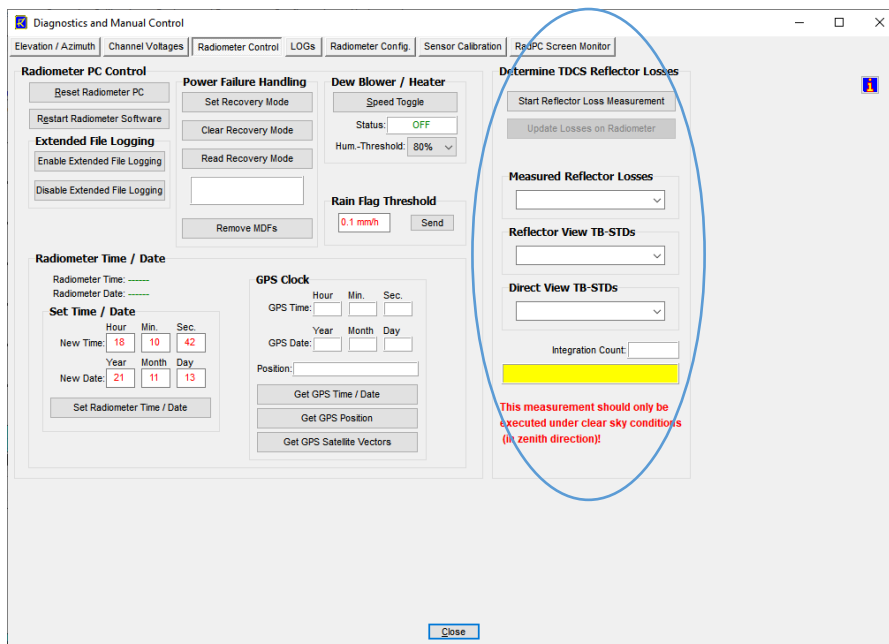 Diagnostics and Manual Control
Elevation / Azimuth
Channel Voltages
Radiometer Control
LOGs
Radiometer Config.
Sensor Calibration
RadPC Screen Monitor
Radiometer PC Control
Reset Radiometer PC
Restart Radiometer Software
Extended File Logging
Enable Extended File Logging
Disable Extended File Logging
Power Failure Handling
Set Recovery Mode
Clear Recovery Mode
Read Recovery Mode
Remove MDFs
Dew Blower / Heater
Speed Toggle
Status: OFF
Hum.-Threshold: 80%
Rain Flag Threshold
0.1 mm/h Send
Radiometer Time / Date
Radiometer Time: ------
Radiometer Date: ------
Set Time / Date
Hour Min. Sec.
New Time: 18 10 42
Year Month Day
New Date: 21 11 13
Set Radiometer Time / Date
GPS Clock
Hour Min. Sec.
GPS Time:
Year Month Day
GPS Date:
Position:
Get GPS Time / Date
Get GPS Position
Get GPS Satellite Vectors
Determine TDCS Reflector Losses
Start Reflector Loss Measurement
Update Losses on Radiometer
Measured Reflector Losses
Reflector View TB-STDs
Direct View TB-STDs
Integration Count:
This measurement should only be
executed under clear sky conditions
(in zenith direction)!
i
Close